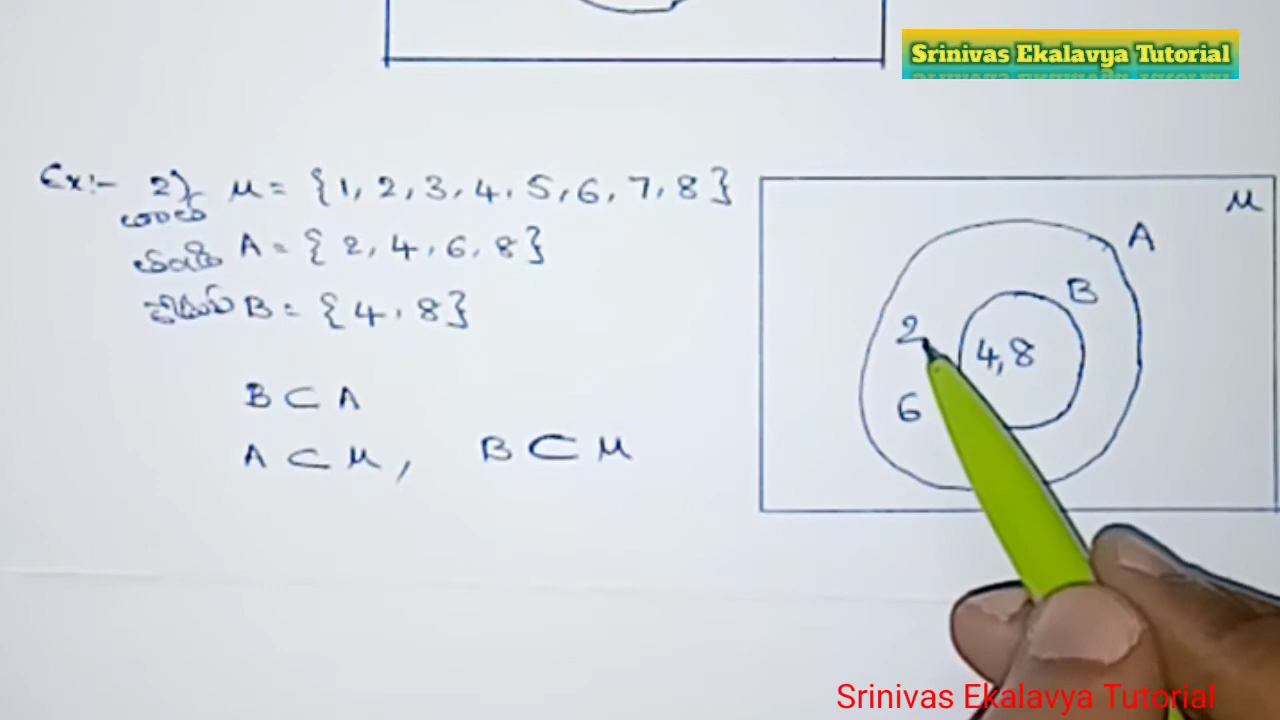 Srinivas Ekalavya Tutorial
Ex:- 2) μ = {1, 2, 3, 4, 5, 6, 7, 8}
A = {2, 4, 6, 8}
B = {4, 8}
B ⊂ A
A ⊂ μ, B ⊂ μ
μ
A
B
2
4,8
6
Srinivas Ekalavya Tutorial